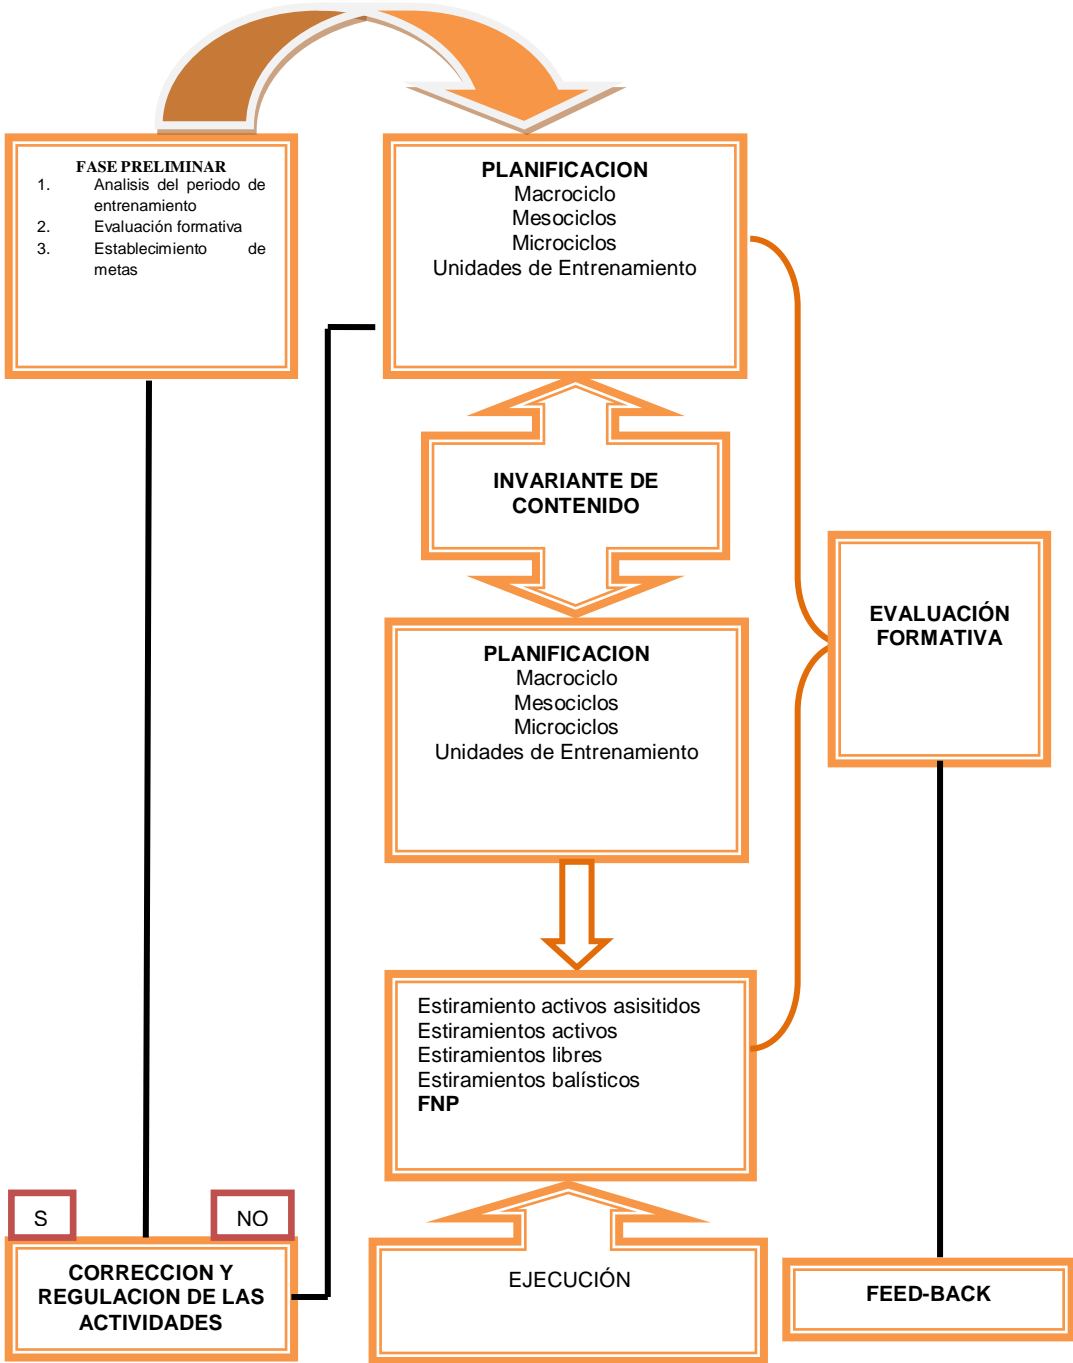 FASE PRELIMINAR
1. Analisis del periodo de
entrenamiento
2. Evaluación formativa
3. Establecimiento de
metas
PLANIFICACION
Macrociclo
Mesociclos
Microciclos
Unidades de Entrenamiento
INVARIANTE DE
CONTENIDO
EVALUACIÓN
FORMATIVA
PLANIFICACION
Macrociclo
Mesociclos
Microciclos
Unidades de Entrenamiento
Estiramiento activos asisitidos
Estiramientos activos
Estiramientos libres
Estiramientos balísticos
FNP
S
NO
CORRECCION Y
REGULACION DE LAS
ACTIVIDADES
EJECUCIÓN
FEED-BACK